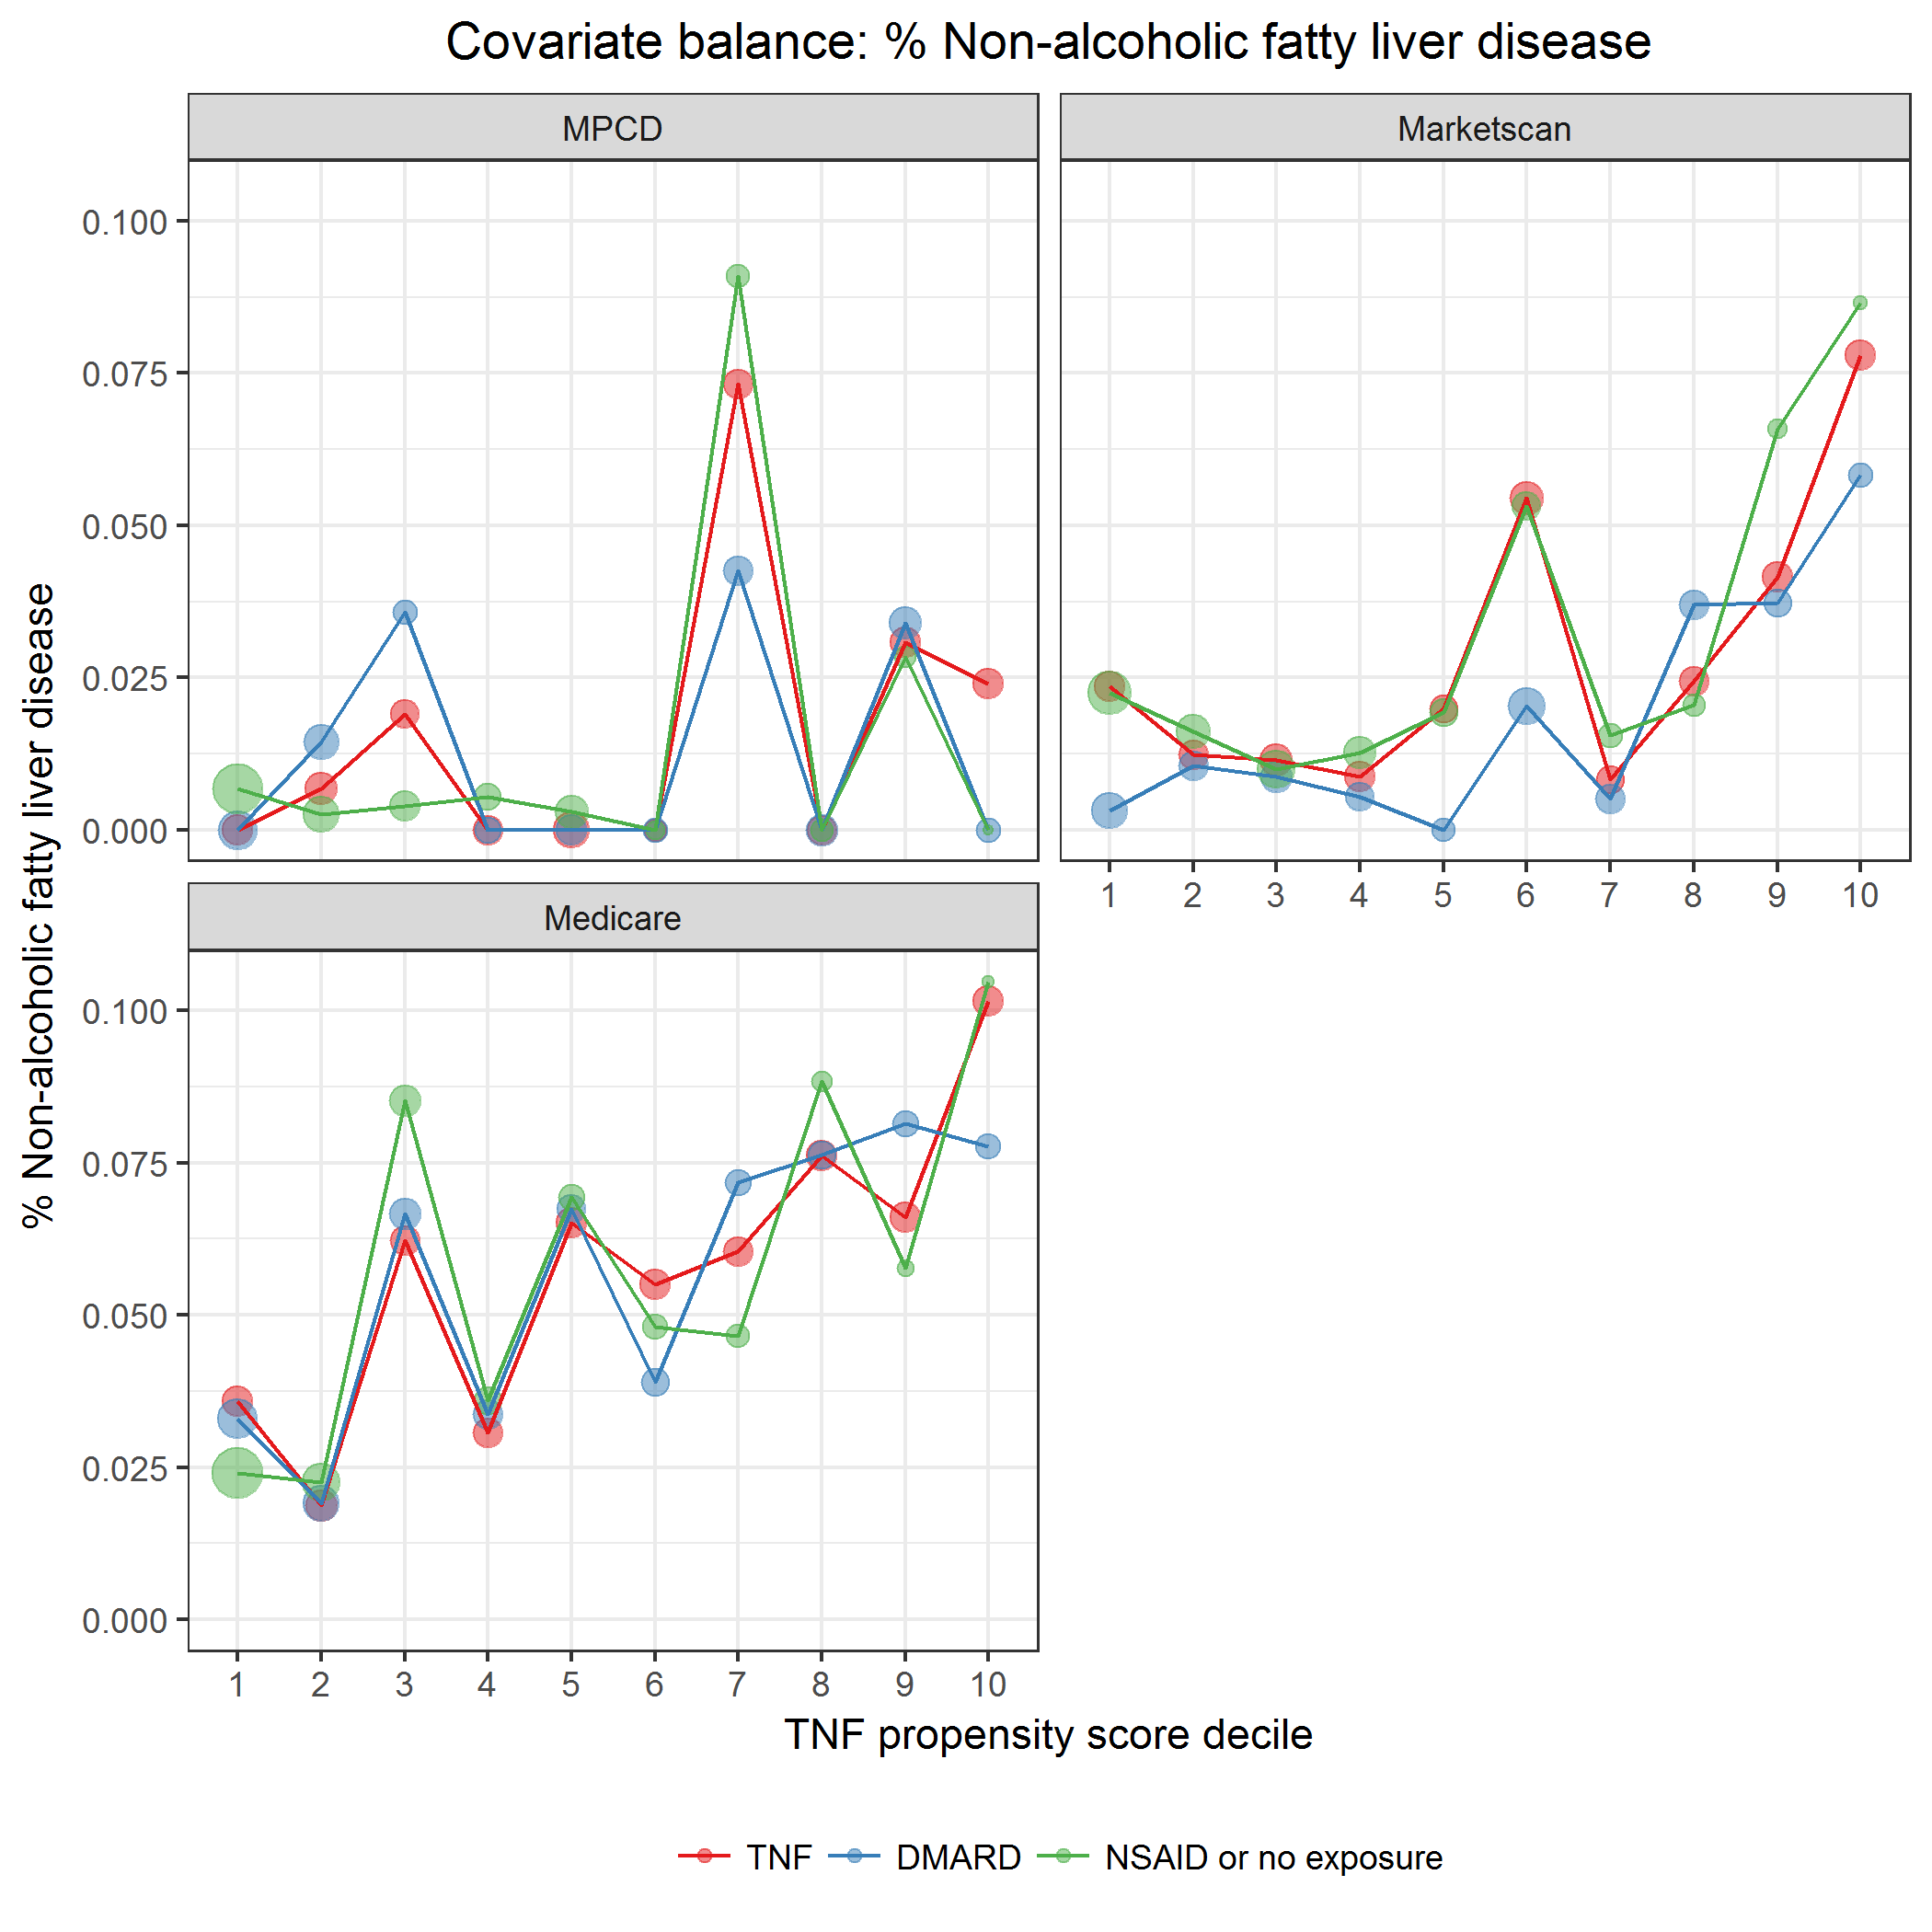 Covariate balance: % Non-alcoholic fatty liver disease
MPCD
Marketscan
0.100
0.075
0.050
0.025
0.000
1 2 3 4 5 6 7 8 9 10
Medicare
0.100
0.075
0.050
0.025
0.000
1 2 3 4 5 6 7 8 9 10
% Non-alcoholic fatty liver disease
TNF propensity score decile
TNF DMARD NSAID or no exposure